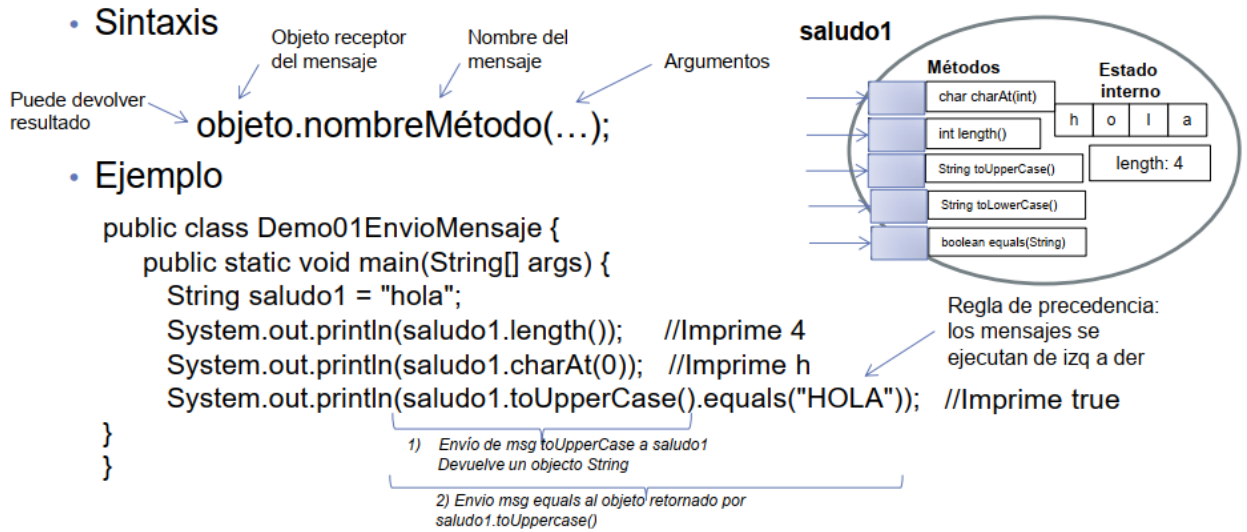 • Sintaxis
Objeto receptor
del mensaje
Nombre del
mensaje
Argumentos
Puede devolver
resultado
objeto.nombreMétodo(…);
• Ejemplo
public class Demo01EnvioMensaje {
public static void main(String[] args) {
String saludo1 = "hola";
System.out.println(saludo1.length()); //Imprime 4
System.out.println(saludo1.charAt(0)); //Imprime h
System.out.println(saludo1.toUpperCase().equals("HOLA")); //Imprime true
}
}
1) Envío de msg toUpperCase a saludo1
Devuelve un objecto String
2) Envio msg equals al objeto retornado por
saludo1.toUppercase()
saludo1
Métodos
char charAt(int)
int length()
String toUpperCase()
String toLowerCase()
boolean equals(String)
Estado
interno
h o l a
length: 4
Regla de precedencia:
los mensajes se
ejecutan de izq a der